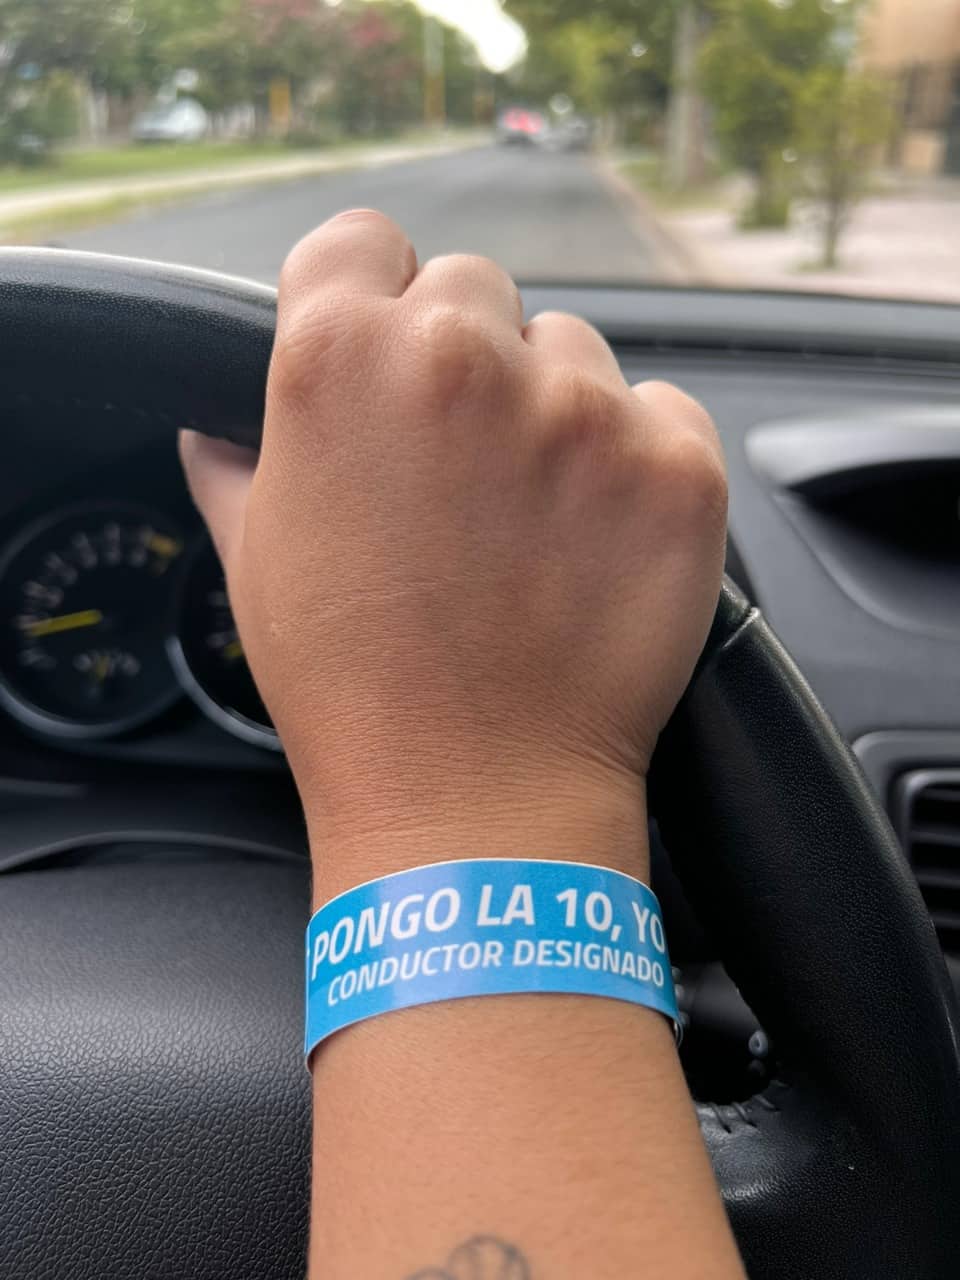 PONGO LA 10, YO
CONDUCTOR DESIGNADO